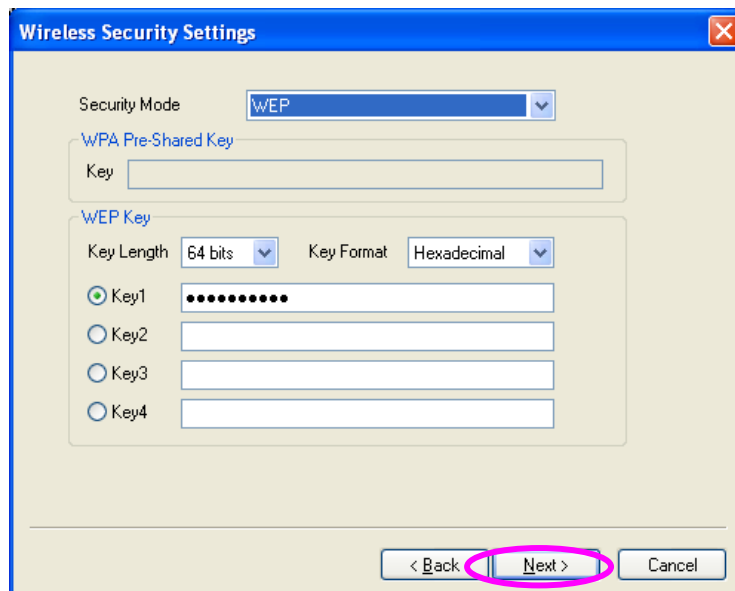 Wireless Security Settings
Security Mode WEP
WPA Pre-Shared Key
Key
WEP Key
Key Length 64 bits Key Format Hexadecimal
Key1 ●●●●●●●●●●
Key2
Key3
Key4
< Back Next > Cancel